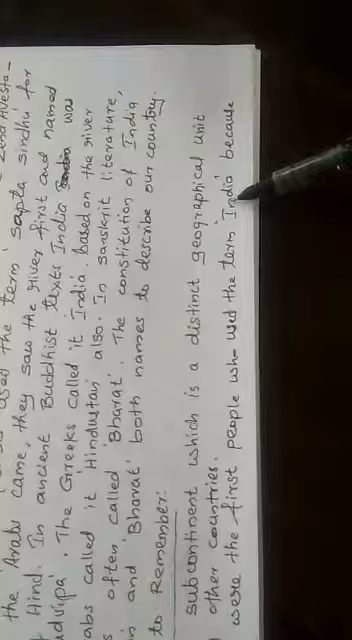 used the term 'Sapta Sindhu' for
the Arabs came, they saw the river first and named
Hind. In ancient Buddhist texts India was
advipa'. The Greeks called it India, based on the river
abs called it 'Hindustan' also. In sanskrit literature,
often called 'Bharat'. The constitution of India
and 'Bharat' both names to describe our country.
to Remember:
subcontinent which is a distinct geographical unit
other countries.
were the first people who used the term 'India' because